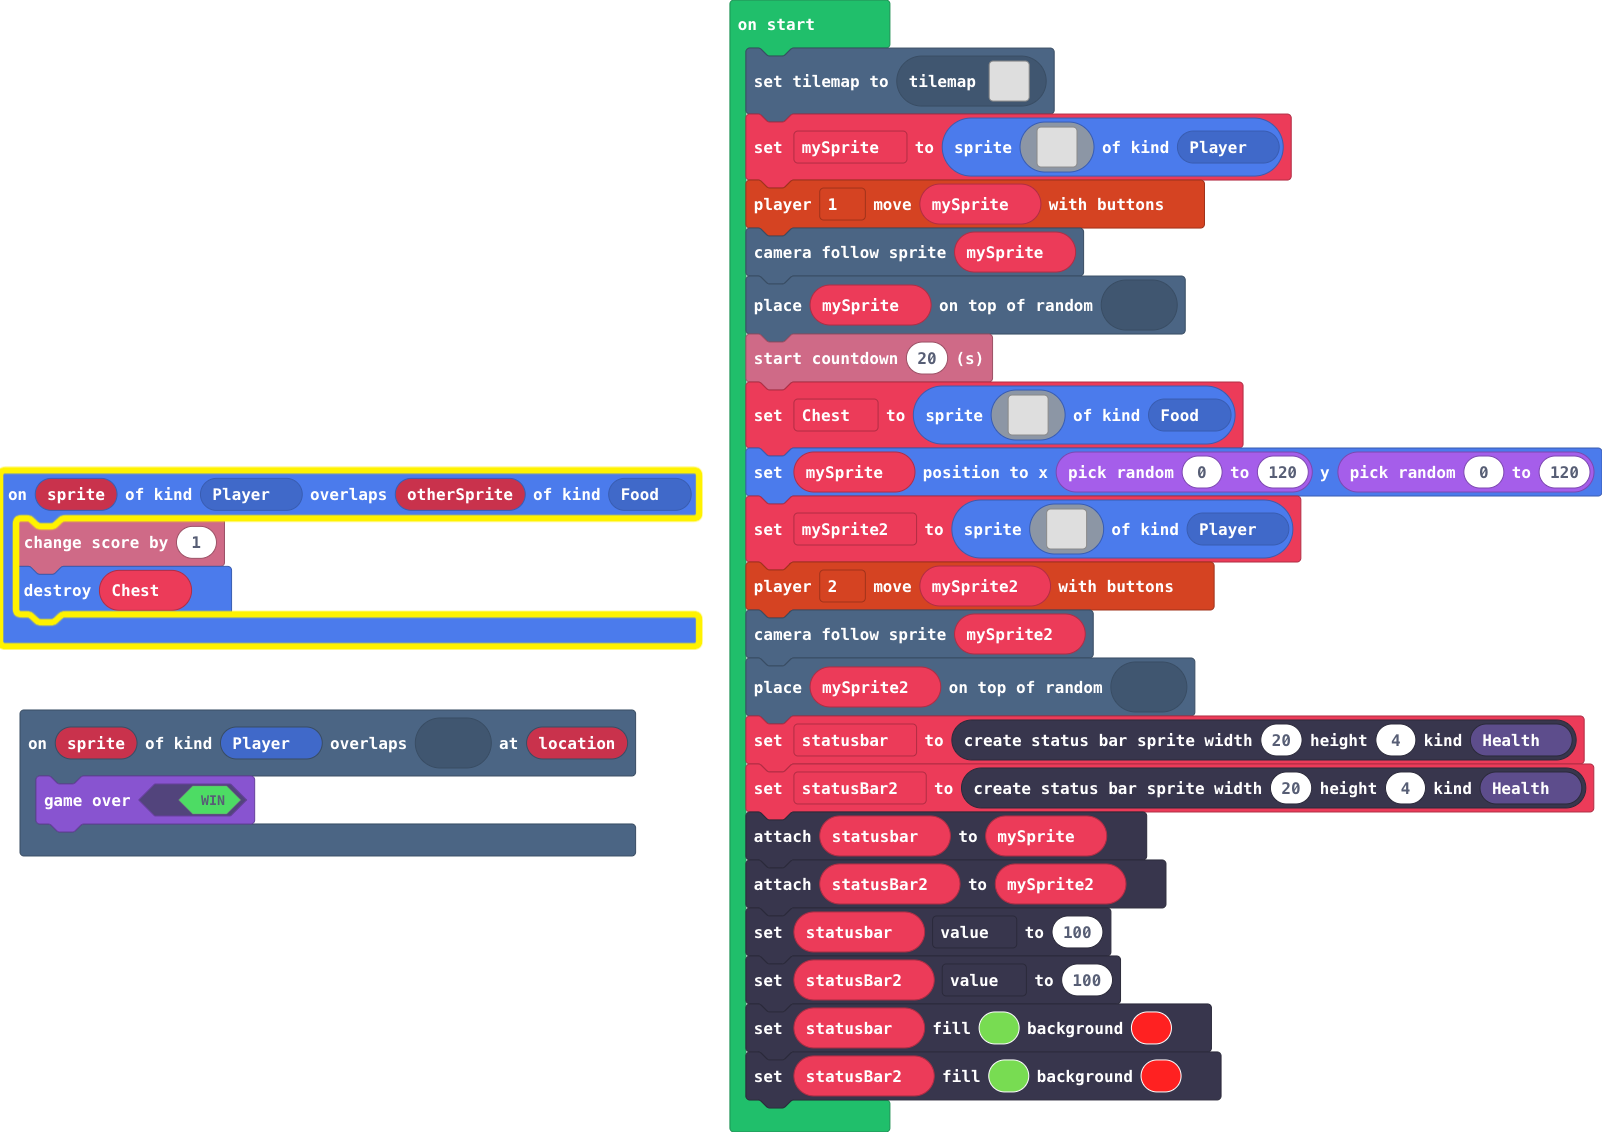 on start
set tilemap to tilemap
set mySprite to sprite of kind Player
player 1 move mySprite with buttons
camera follow sprite mySprite
place mySprite on top of random
start countdown 20 (s)
set Chest to sprite of kind Food
set mySprite position to x pick random 0 to 120 y pick random 0 to 120
set mySprite2 to sprite of kind Player
player 2 move mySprite2 with buttons
camera follow sprite mySprite2
place mySprite2 on top of random
set statusbar to create status bar sprite width 20 height 4 kind Health
set statusBar2 to create status bar sprite width 20 height 4 kind Health
attach statusbar to mySprite
attach statusBar2 to mySprite2
set statusbar value to 100
set statusBar2 value to 100
set statusbar fill background
set statusBar2 fill background
on sprite of kind Player overlaps otherSprite of kind Food
change score by 1
destroy Chest
on sprite of kind Player overlaps at location
game over WIN